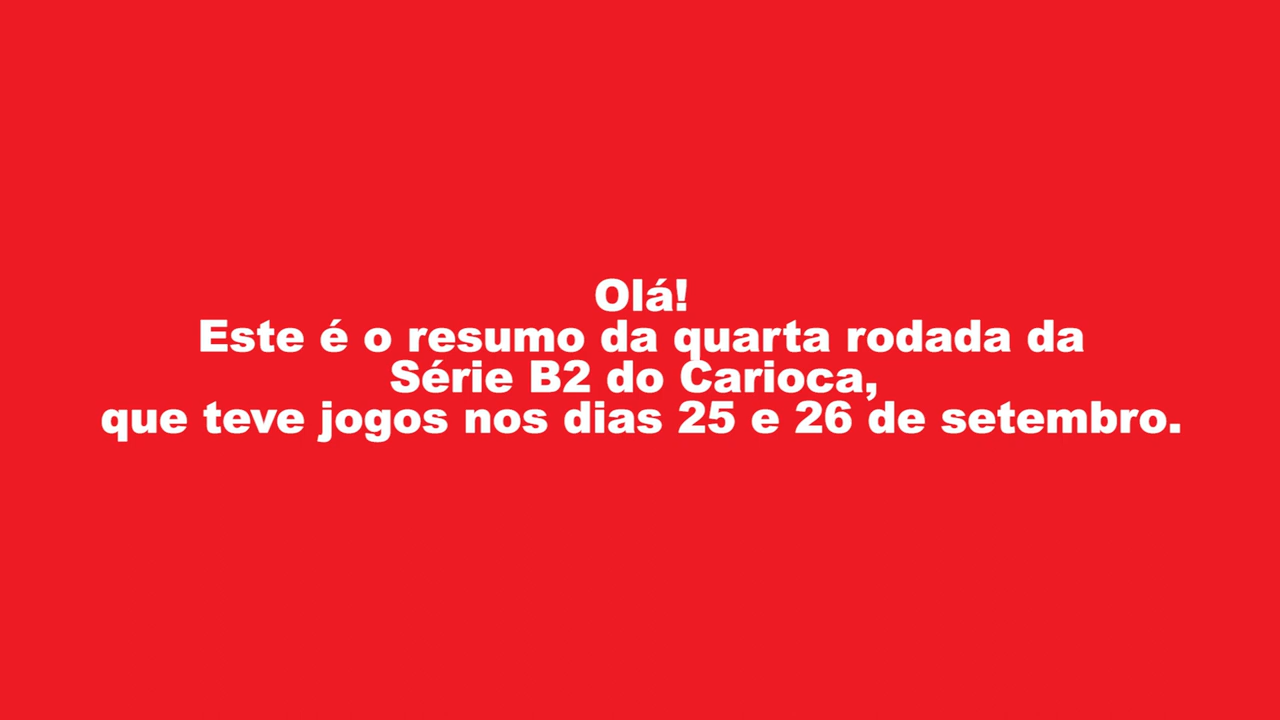 Olá!
Este é o resumo da quarta rodada da
Série B2 do Carioca,
que teve jogos nos dias 25 e 26 de setembro.